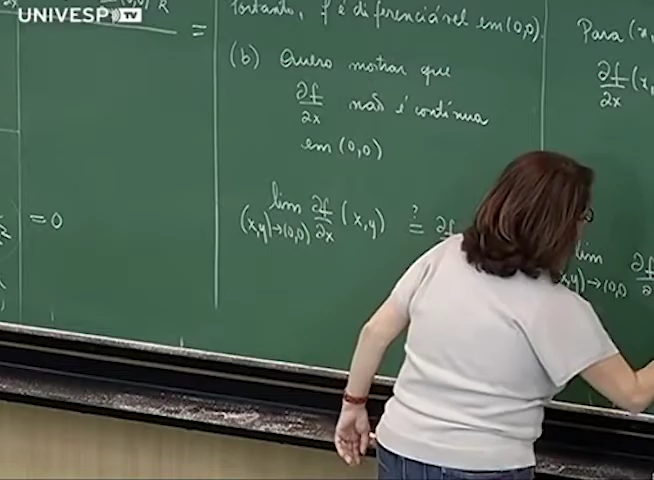 UNIVESP TV
= 
Portanto, f é diferenciável em (0,0).
(b) Quero mostrar que
∂f/∂x não é contínua
em (0,0)
lim (x,y)→(0,0) ∂f/∂x (x,y) ?= ∂f
= 0
Para (x,
∂f/∂x (x,
lim (x,y)→(0,0 ∂f/∂